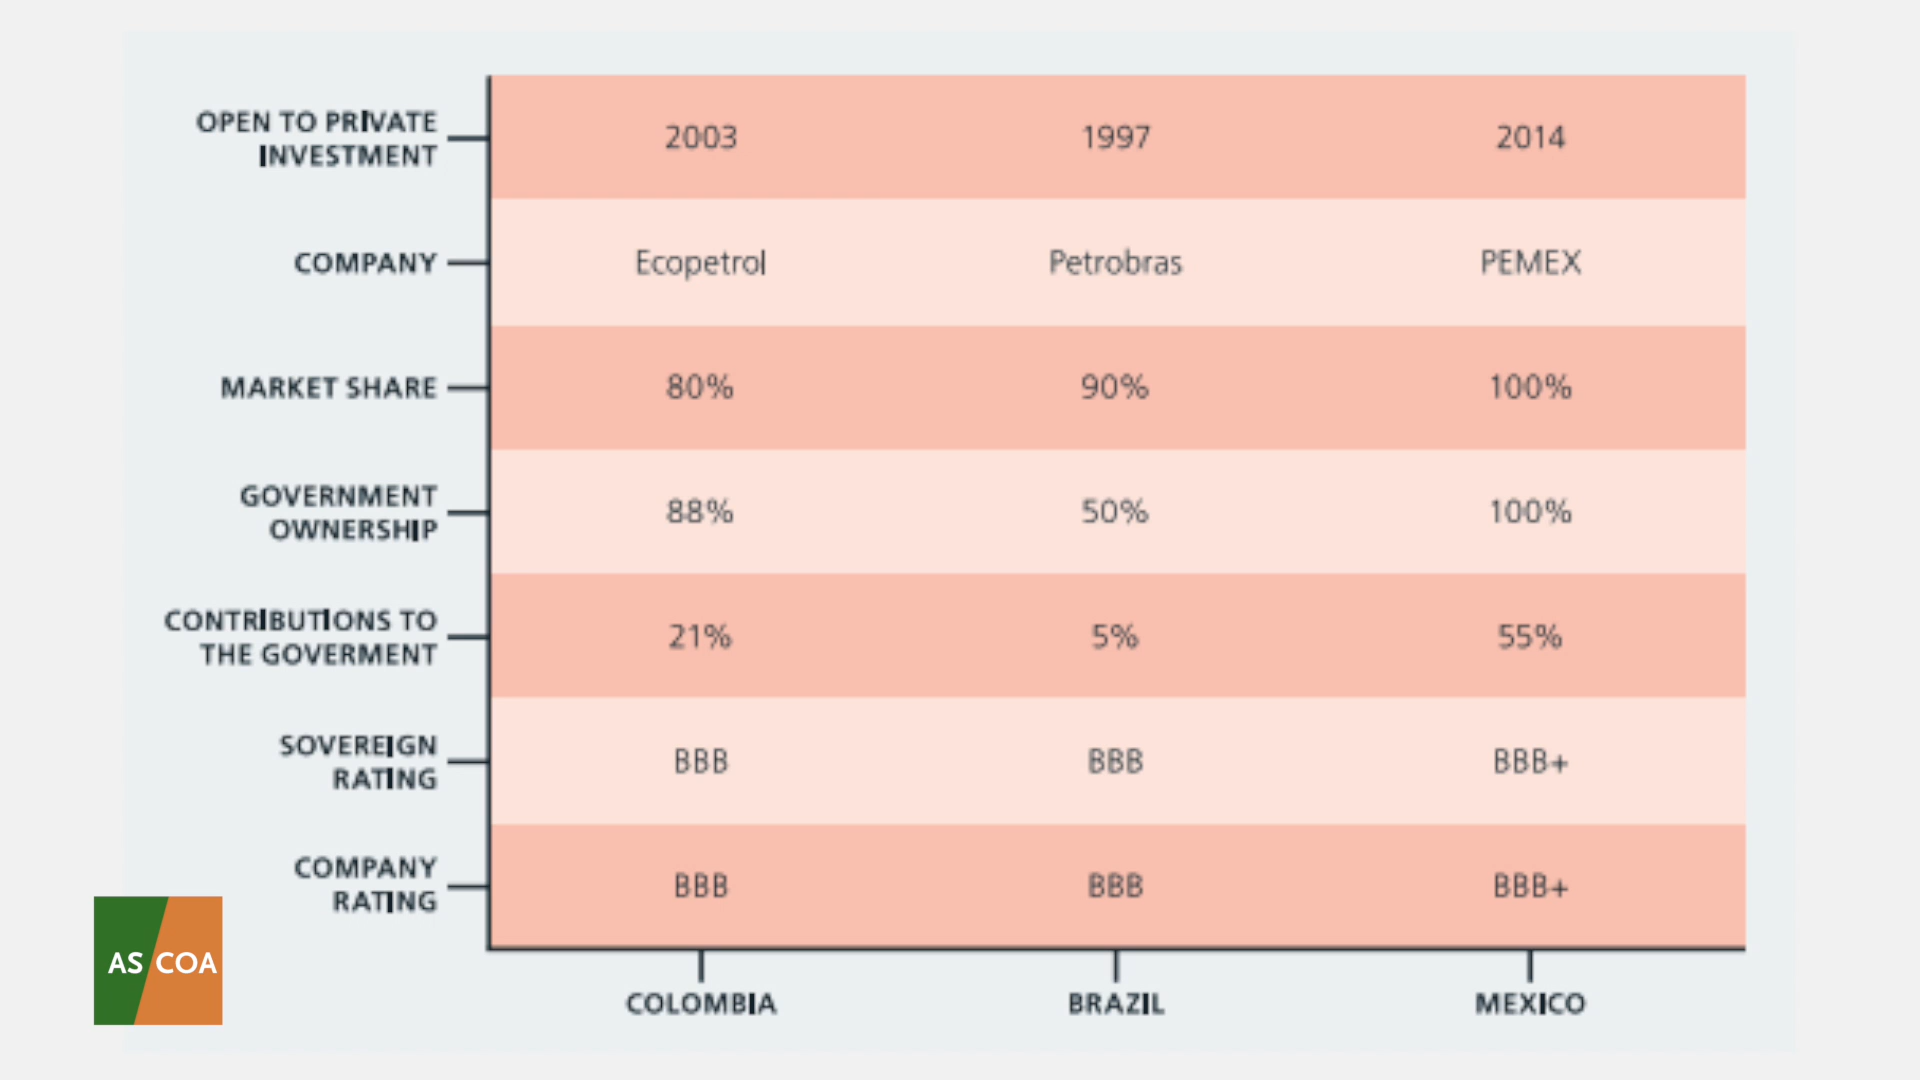 OPEN TO PRIVATE
INVESTMENT
2003 1997 2014
COMPANY Ecopetrol Petrobras PEMEX
MARKET SHARE 80% 90% 100%
GOVERNMENT
OWNERSHIP
88% 50% 100%
CONTRIBUTIONS TO
THE GOVERMENT
21% 5% 55%
SOVEREIGN
RATING
BBB BBB BBB+
COMPANY
RATING
BBB BBB BBB+
AS COA
COLOMBIA BRAZIL MEXICO